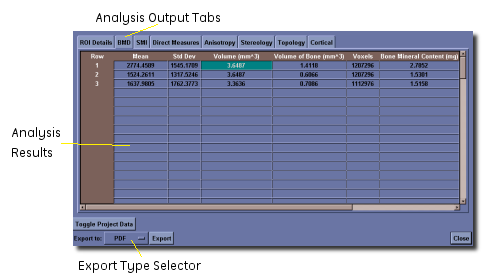 Analysis Output Tabs
ROI Details BMD SMI Direct Measures Anisotropy Stereology Topology Cortical
Row Mean Std Dev Volume (mm^3) Volume of Bone (mm^3) Voxels Bone Mineral Content (mg)
1 2774.4509 1545.1709 3.6487 1.4118 1207296 2.7052
2 1524.2611 1317.5246 3.6487 0.6066 1207296 1.5301
3 1637.9005 1762.3773 3.3636 0.7086 1112976 1.5158
Analysis
Results
Toggle Project Data
Export to: PDF Export Close
Export Type Selector